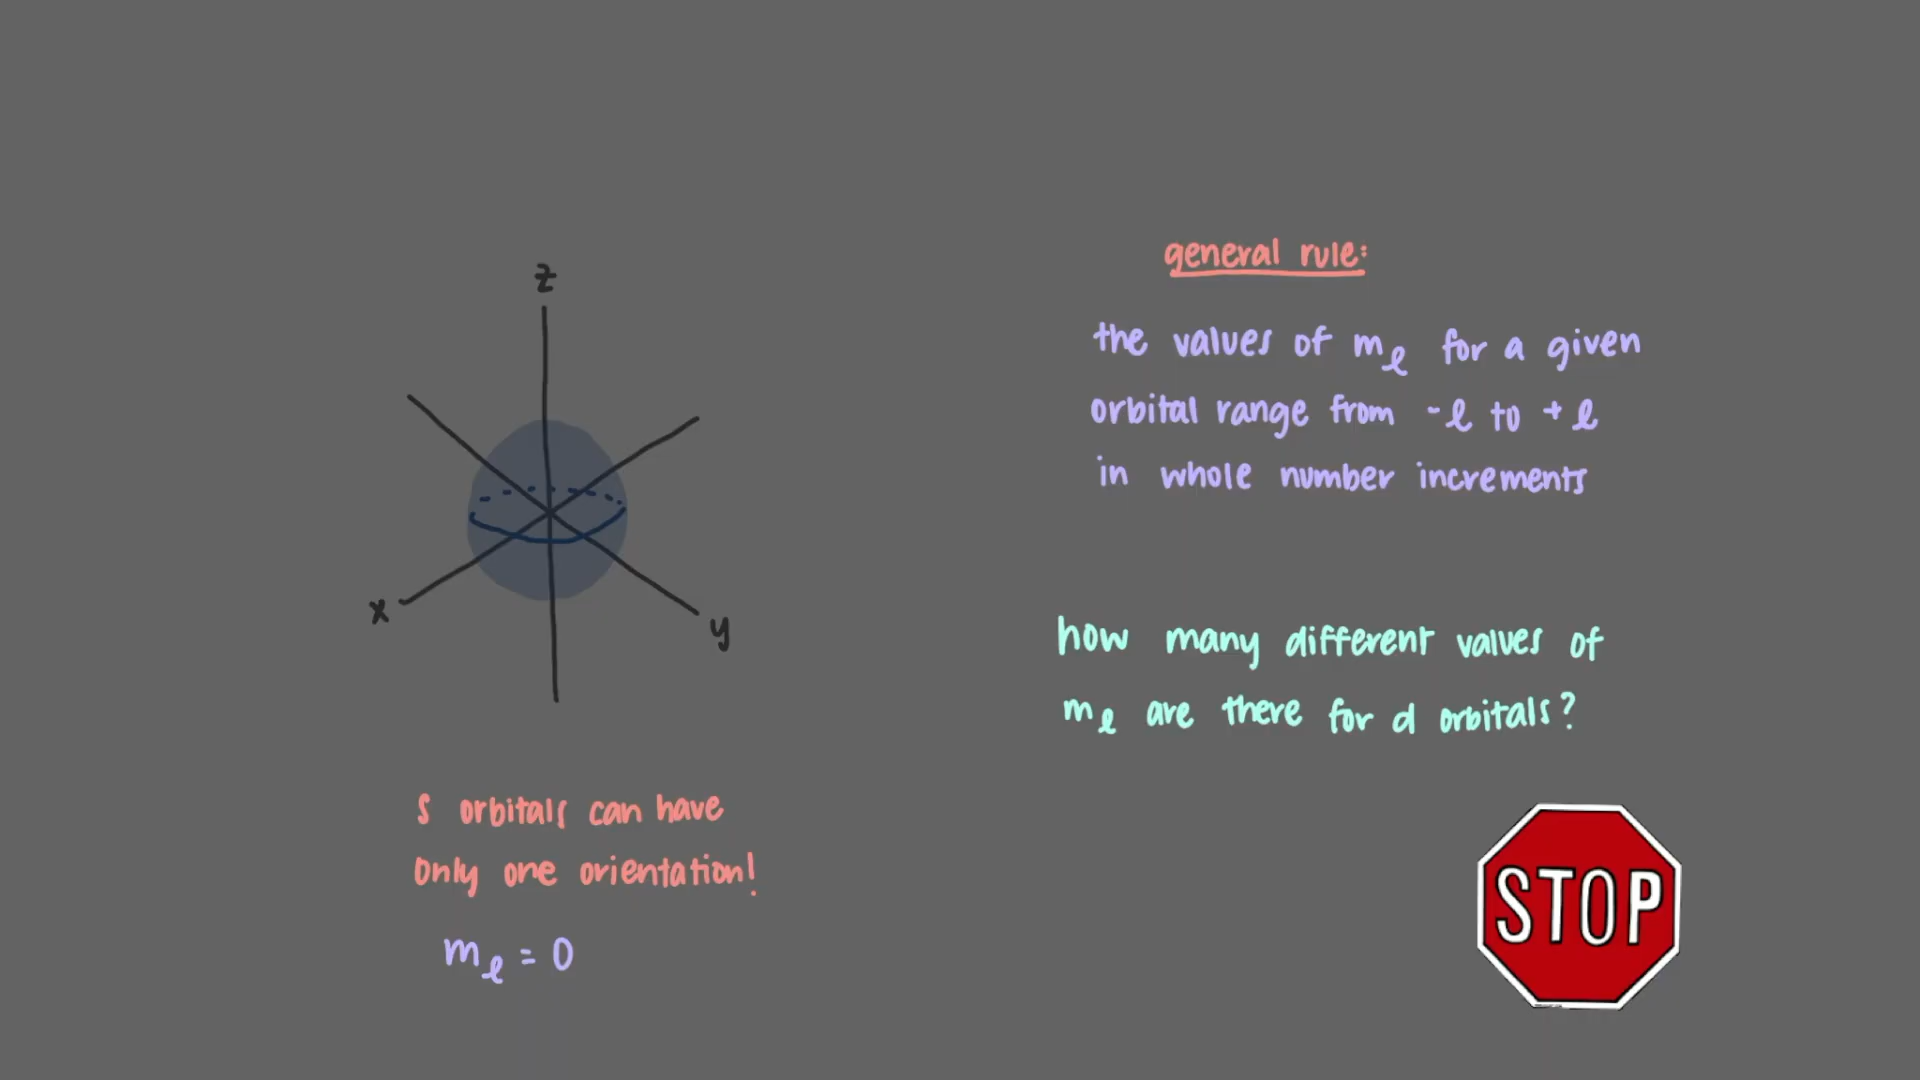 z
x
y
s orbitals can have
only one orientation!
mℓ = 0
general rule:
the values of mℓ for a given
orbital range from -ℓ to +ℓ
in whole number increments
how many different values of
mℓ are there for d orbitals?
STOP